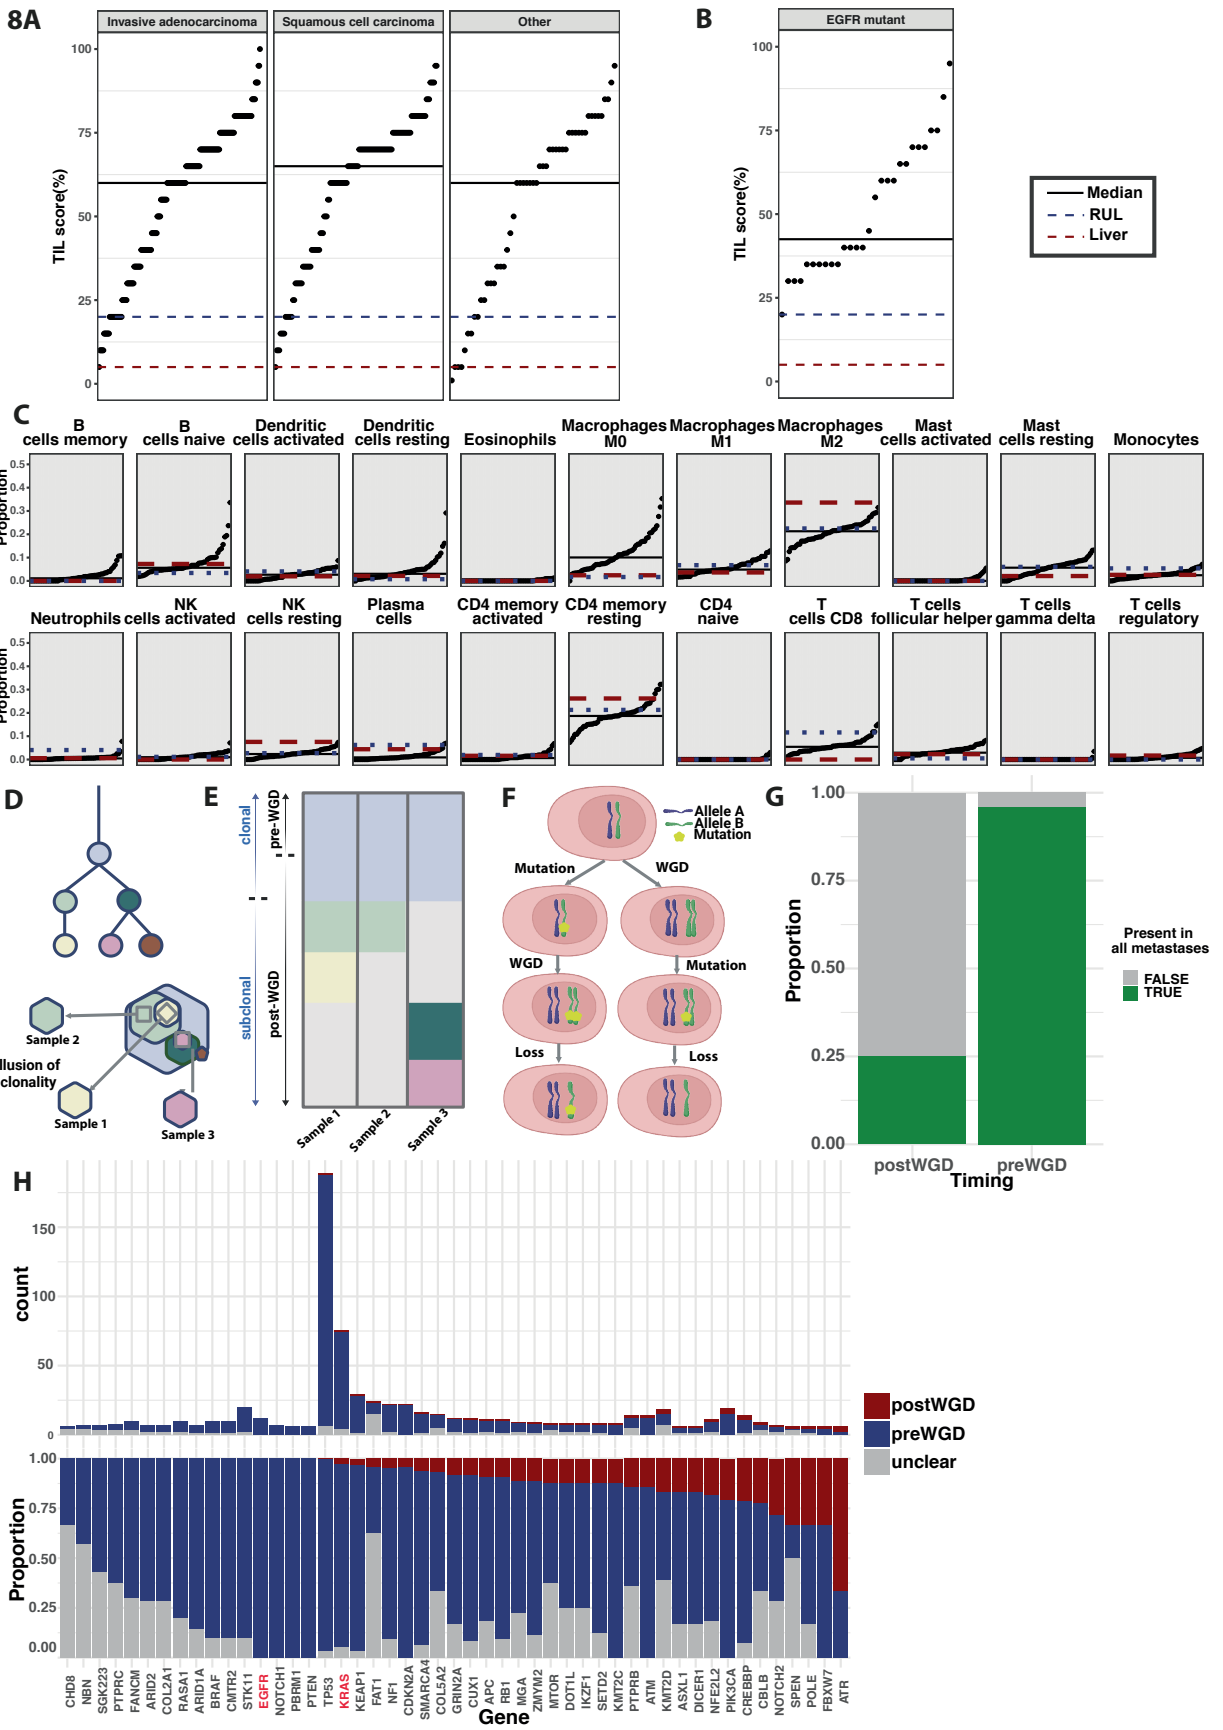 8A
Invasive adenocarcinoma
Squamous cell carcinoma
Other
TIL score(%)
100
75
50
25
0
B
EGFR mutant
TIL score(%)
100
75
50
25
0
Median
RUL
Liver
C
B cells memory
B cells naive
Dendritic cells activated
Dendritic cells resting
Eosinophils
Macrophages M0
Macrophages M1
Macrophages M2
Mast cells activated
Mast cells resting
Monocytes
Proportion
0.5
0.4
0.3
0.2
0.1
0.0
Neutrophils
NK cells activated
NK cells resting
Plasma cells
CD4 memory activated
CD4 memory resting
CD4 naive
T cells CD8
T cells follicular helper
T cells gamma delta
T cells regulatory
Proportion
0.5
0.4
0.3
0.2
0.1
0.0
D
Sample 2
llusion of
clonality
Sample 1
Sample 3
E
clonal
subclonal
pre-WGD
post-WGD
Sample 1
Sample 2
Sample 3
F
Allele A
Allele B
Mutation
Mutation
WGD
WGD
Mutation
Loss
Loss
G
Proportion
1.00
0.75
0.50
0.25
0.00
postWGD
preWGD
Timing
Present in
all metastases
FALSE
TRUE
H
count
150
100
50
0
Proportion
1.00
0.75
0.50
0.25
0.00
CHD8
NBN
SGK223
PTPRC
FANCM
ARID2
COL2A1
RASA1
ARID1A
BRAF
CMTR2
STK11
EGFR
NOTCH1
PBRM1
PTEN
TP53
KRAS
KEAP1
FAT1
NF1
CDKN2A
SMARCA4
COL5A2
GRIN2A
CUX1
APC
RB1
MGA
ZMYM2
MTOR
DOT1L
IKZF1
SETD2
KMT2C
PTPRB
ATM
KMT2D
ASXL1
DICER1
NFE2L2
PIK3CA
CREBBP
CBLB
NOTCH2
SPEN
POLE
FBXW7
ATR
Gene
postWGD
preWGD
unclear